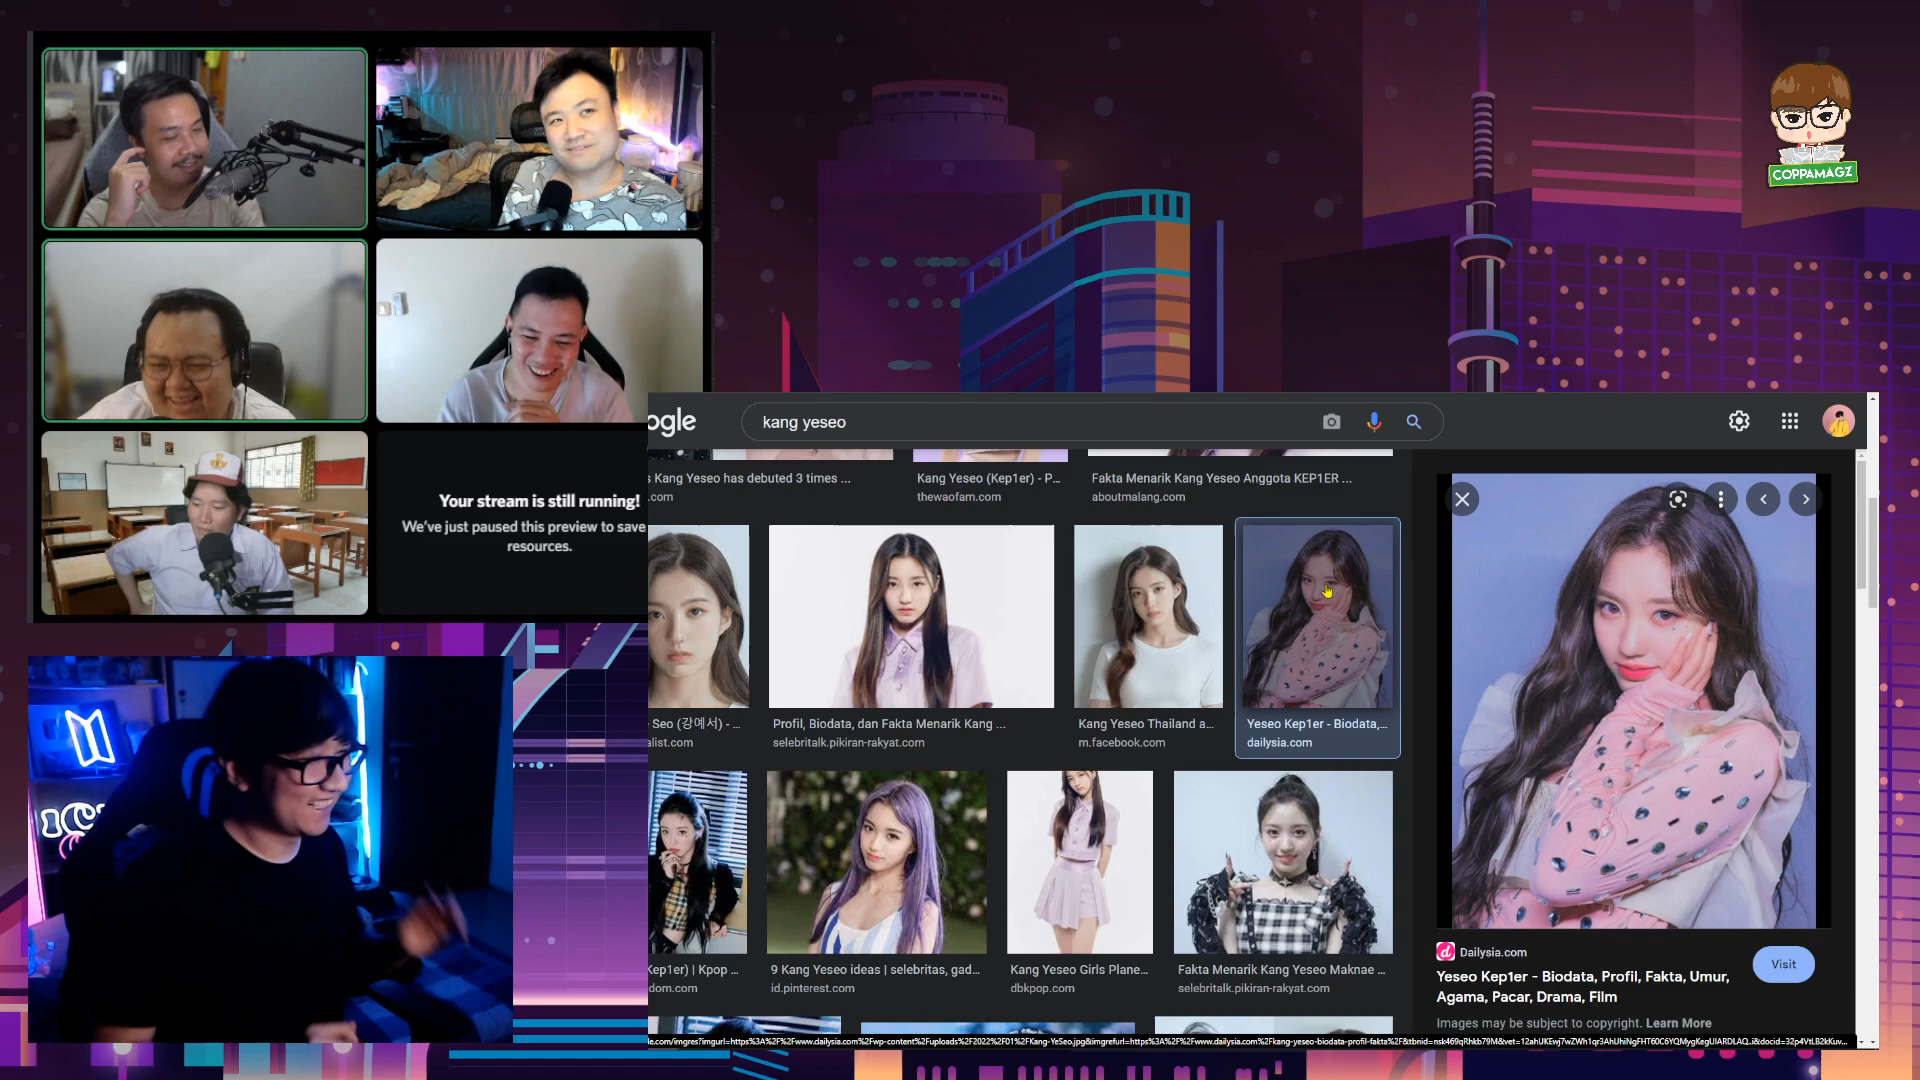 COPPAMAGZ
Your stream is still running!
We've just paused this preview to save
resources.
ogle
kang yeseo
s Kang Yeseo has debuted 3 times ...
.com
Kang Yeseo (Kep1er) - P...
thewaofam.com
Fakta Menarik Kang Yeseo Anggota KEP1ER ...
aboutmalang.com
Seo (강예서) - ...
alist.com
Profil, Biodata, dan Fakta Menarik Kang ...
selebritalk.pikiran-rakyat.com
Kang Yeseo Thailand a...
m.facebook.com
Yeseo Kep1er - Biodata,...
dailysia.com
Kep1er) | Kpop ...
dom.com
9 Kang Yeseo ideas | selebritas, gad...
id.pinterest.com
Kang Yeseo Girls Plane...
dbkpop.com
Fakta Menarik Kang Yeseo Maknae ...
selebritalk.pikiran-rakyat.com
Dailysia.com
Yeseo Kep1er - Biodata, Profil, Fakta, Umur,
Agama, Pacar, Drama, Film
Visit
Images may be subject to copyright. Learn More